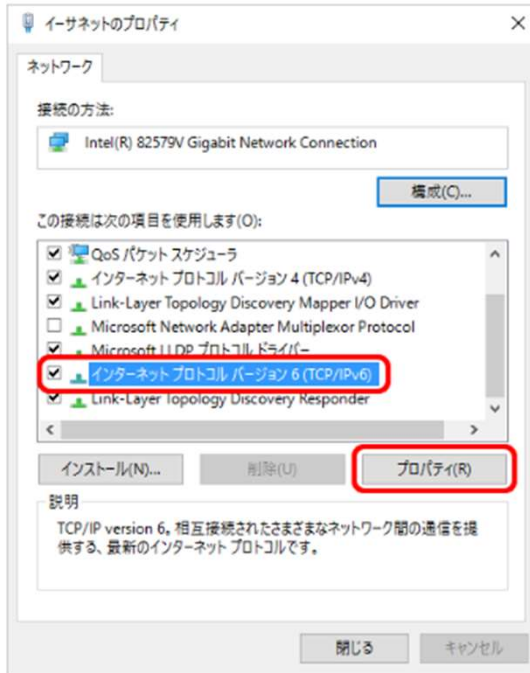 イーサネットのプロパティ
ネットワーク
接続の方法:
Intel(R) 82579V Gigabit Network Connection
構成(C)...
この接続は次の項目を使用します(O):
QoS パケット スケジューラ
インターネット プロトコル バージョン 4 (TCP/IPv4)
Link-Layer Topology Discovery Mapper I/O Driver
Microsoft Network Adapter Multiplexor Protocol
Microsoft LLDP プロトコル ドライバー
インターネット プロトコル バージョン 6 (TCP/IPv6)
Link-Layer Topology Discovery Responder
インストール(N)...
削除(U)
プロパティ(R)
説明
TCP/IP version 6。相互接続されたさまざまなネットワーク間の通信を提
供する、最新のインターネット プロトコルです。
閉じる
キャンセル